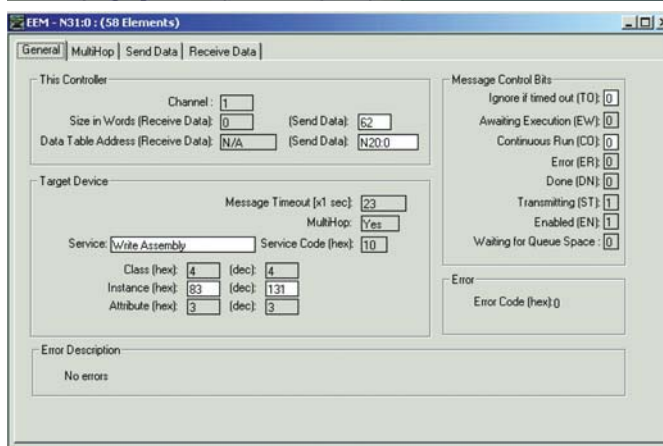 EEM - N31:0 : (58 Elements)
General MultiHop Send Data Receive Data
This Controller
Channel : 1
Size in Words (Receive Data): 0 (Send Data): 62
Data Table Address (Receive Data): N/A (Send Data): N20:0
Target Device
Message Timeout [x1 sec]: 23
MultiHop: Yes
Service: Write Assembly Service Code (hex): 10
Class (hex): 4 (dec): 4
Instance (hex): 83 (dec): 131
Attribute (hex): 3 (dec): 3
Message Control Bits
Ignore if timed out (TO): 0
Awaiting Execution (EW): 0
Continuous Run (CO): 0
Error (ER): 0
Done (DN): 0
Transmitting (ST): 1
Enabled (EN): 1
Waiting for Queue Space : 0
Error
Error Code (hex):0
Error Description
No errors